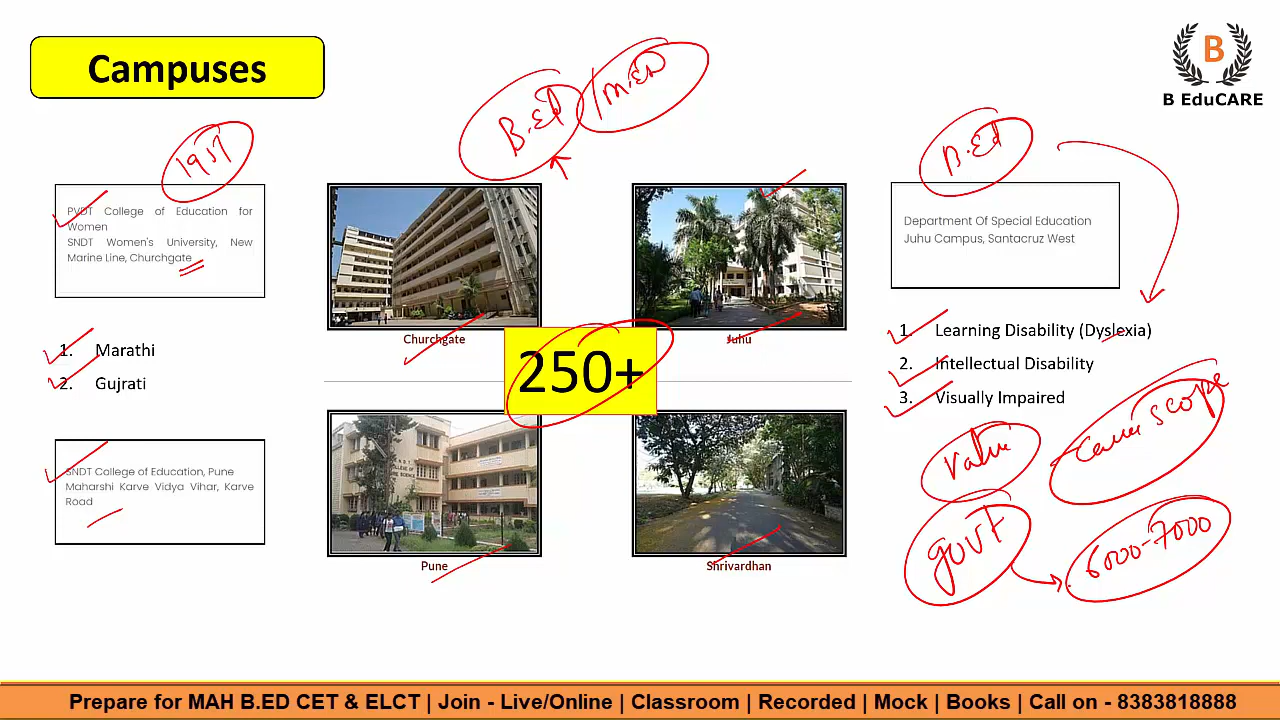 Campuses
B
B EduCARE
B.Ed
/M.Ed
B.Ed
PVDT College of Education for
Women
SNDT Women's University, New
Marine Line, Churchgate
Department Of Special Education
Juhu Campus, Santacruz West
Churchgate
Juhu
1. Marathi
2. Gujrati
250+
1. Learning Disability (Dyslexia)
2. Intellectual Disability
3. Visually Impaired
SNDT College of Education, Pune
Maharshi Karve Vidya Vihar, Karve
Road
scope
Value
govt
6000-7000
Pune
Shrivardhan
Prepare for MAH B.ED CET & ELCT | Join - Live/Online | Classroom | Recorded | Mock | Books | Call on - 8383818888